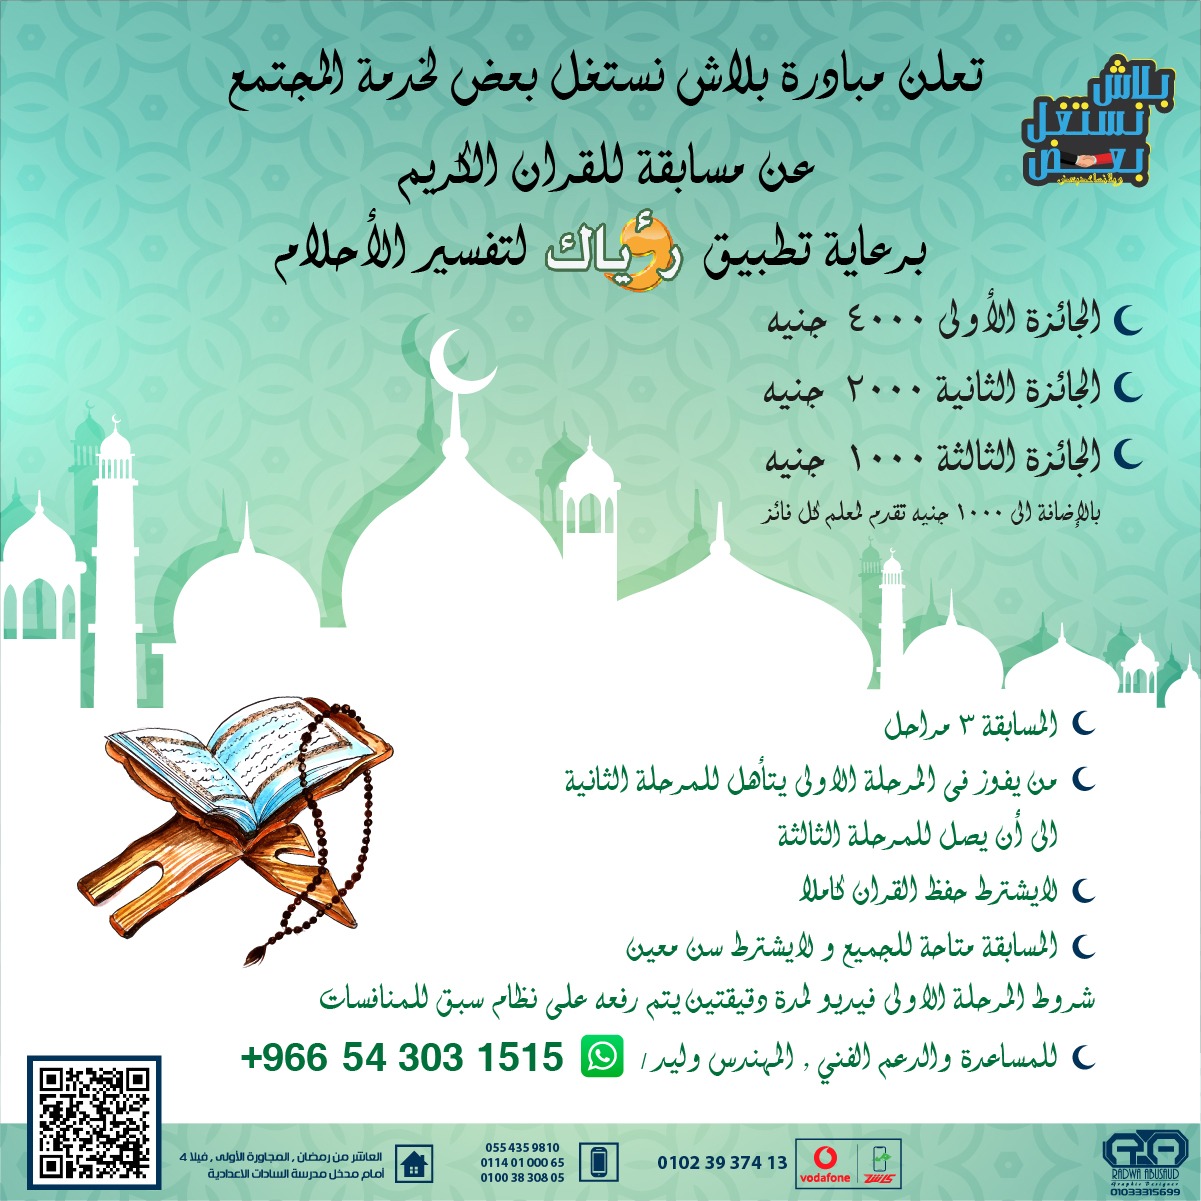 تعلن مبادرة بلاش نستغل بعض لخدمة المجتمع
بلاش
نستغل
بعض
عن مسابقة للقران الكريم
برعاية تطبيق رؤياك لتفسير الأحلام
الجائزة الأولى ٤٠٠٠ جنيه
الجائزة الثانية ٢٠٠٠ جنيه
الجائزة الثالثة ١٠٠٠ جنيه
بالإضافة الى ١٠٠٠ جنيه تقدم لمعلم كل فائز
المسابقة ٣ مراحل
من يفوز فى المرحلة الاولى يتأهل للمرحلة الثانية
الى أن يصل للمرحلة الثالثة
لايشترط حفظ القران كاملا
المسابقة متاحة للجميع و لايشترط سن معين
شروط المرحلة الاولى فيديو لمدة دقيقتين يتم رفعه على نظام سبق للمنافسات
للمساعدة والدعم الفني , المهندس وليد / +966 54 303 1515
RADWA ABUSAUD
Graphic Designer
01033315699
كاش
vodafone
0102 39 374 13
055 435 9810
0114 01 000 65
0100 38 308 05
العاشر من رمضان , المجاورة الأولى , فيلا 4
أمام مدخل مدرسة السادات الاعدادية